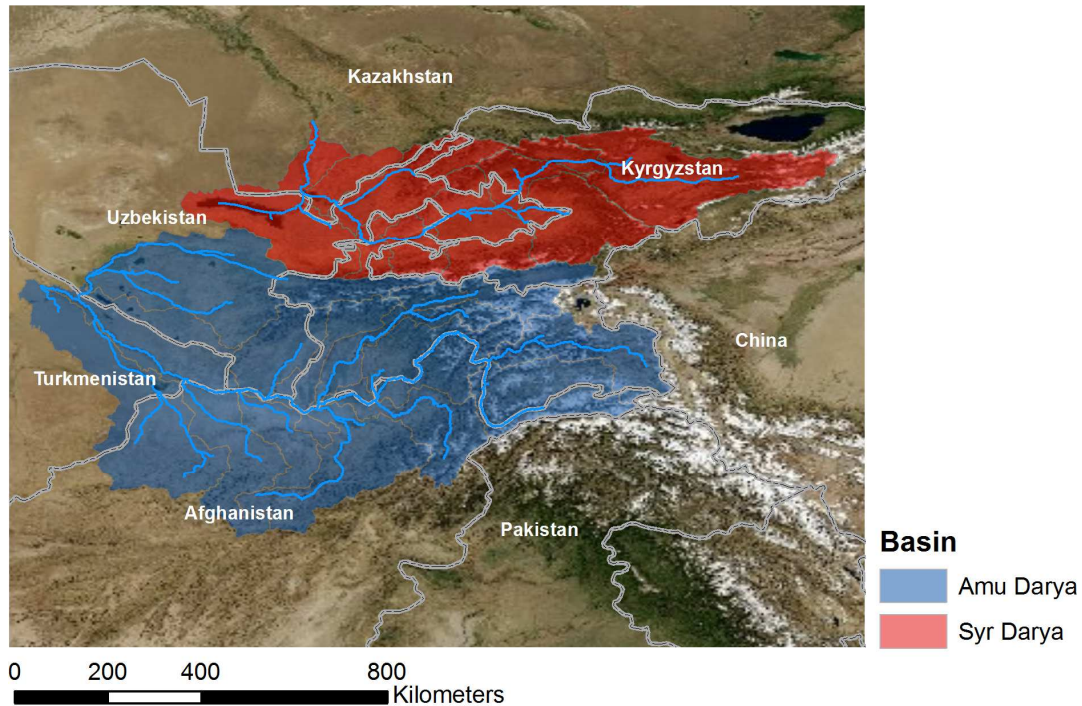 Kazakhstan
Kyrgyzstan
Uzbekistan
China
Turkmenistan
Afghanistan
Pakistan
Basin
Amu Darya
Syr Darya
0 200 400 800
Kilometers